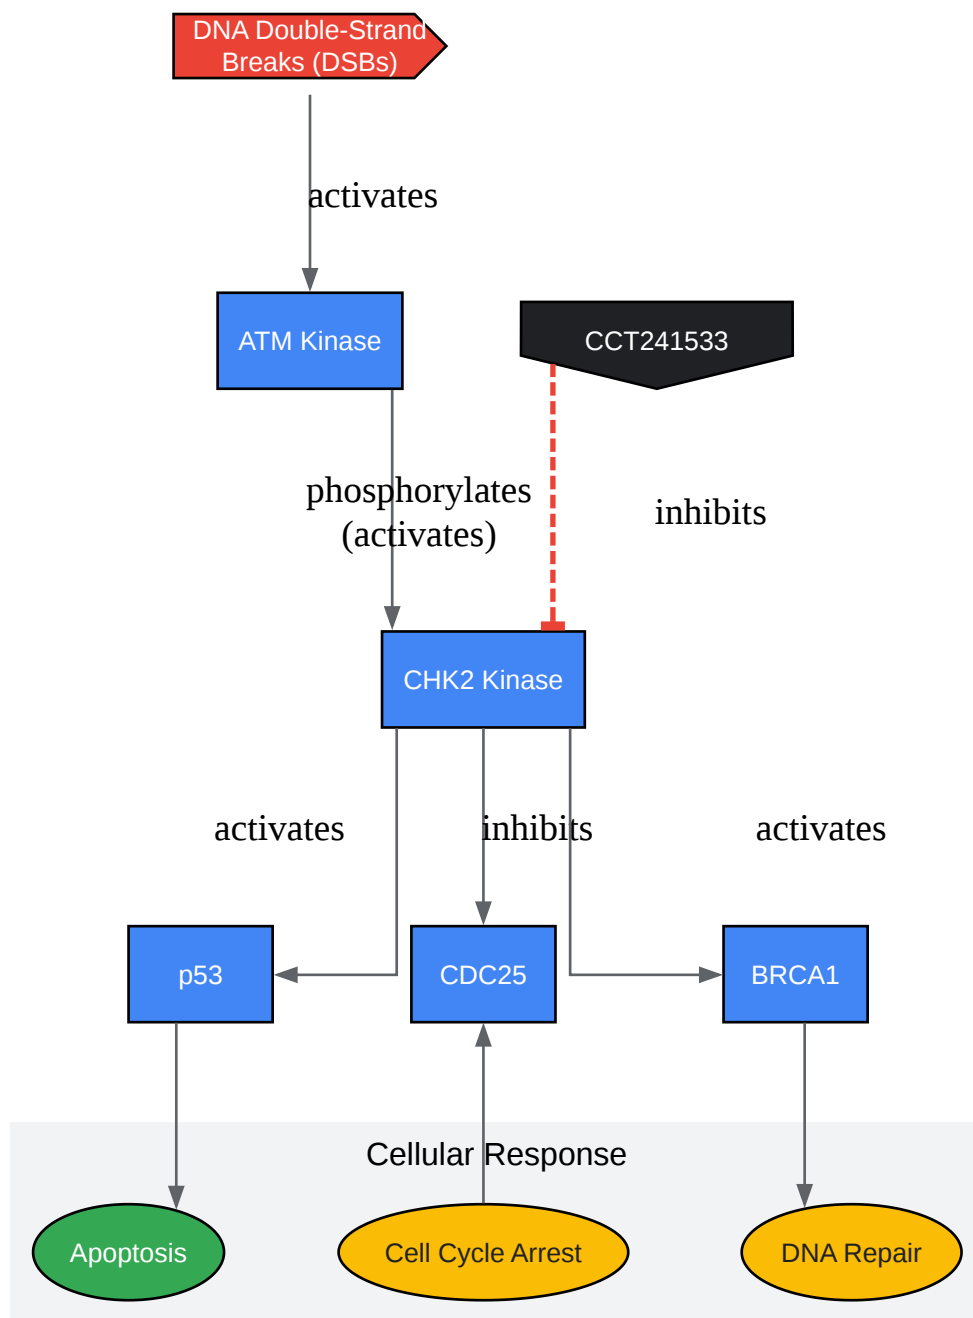 DNA Double-Strand
Breaks (DSBs)
activates
ATM Kinase
CCT241533
phosphorylates
(activates)
inhibits
CHK2 Kinase
activates
inhibits
activates
p53
CDC25
BRCA1
Cellular Response
Apoptosis
Cell Cycle Arrest
DNA Repair